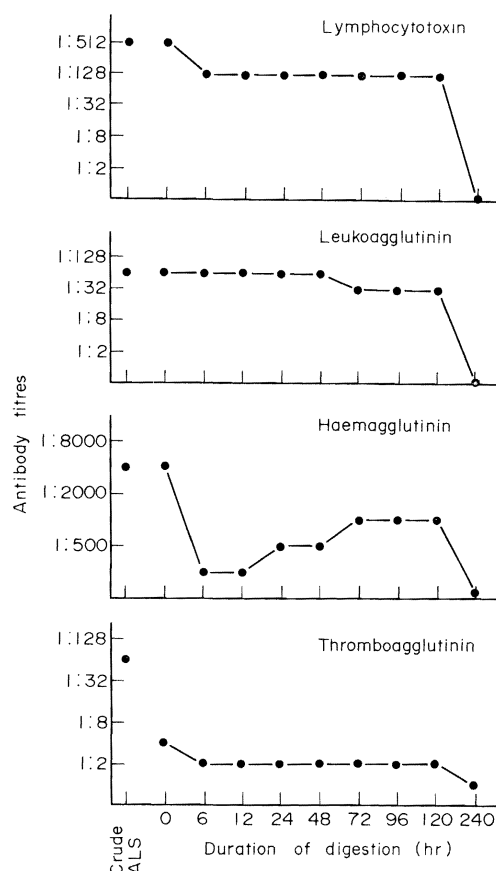 Lymphocytotoxin
1:512
1:128
1:32
1:8
1:2
Leukoagglutinin
1:128
1:32
1:8
1:2
Antibody titres
Haemagglutinin
1:8000
1:2000
1:500
Thromboagglutinin
1:128
1:32
1:8
1:2
Crude ALS
0 6 12 24 48 72 96 120 240
Duration of digestion (hr)